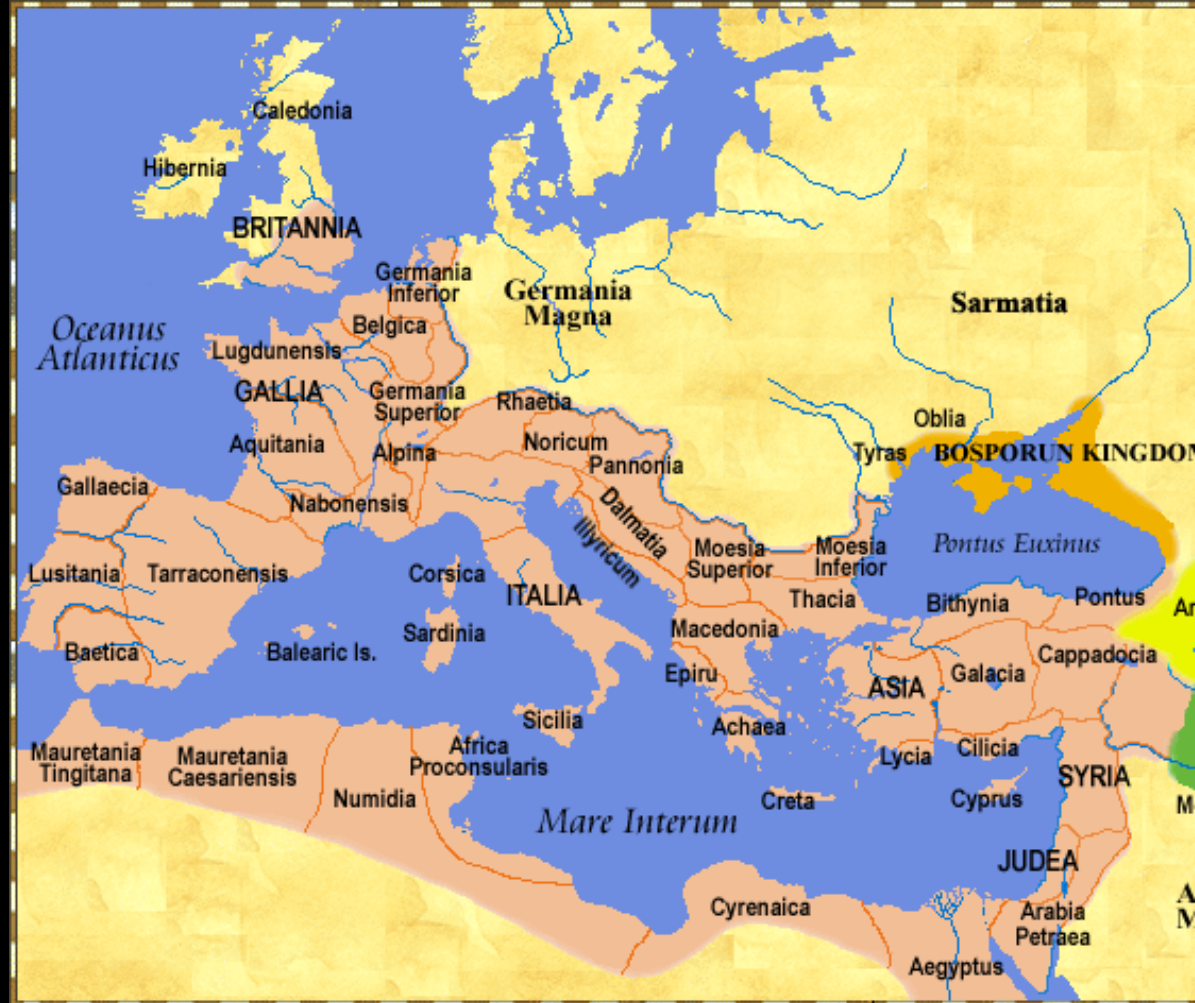 Caledonia
Hibernia
BRITANNIA
Germania
Inferior
Germania
Magna
Sarmatia
Oceanus
Atlanticus
Belgica
Lugdunensis
GALLIA
Germania
Superior
Rhaetia
Oblia
Aquitania
Alpina
Noricum
Pannonia
Tyras
BOSPORUN KINGDOM
Gallaecia
Nabonensis
Dalmatia
Illyricum
Moesia
Superior
Moesia
Inferior
Pontus Euxinus
Lusitania
Tarraconensis
Corsica
ITALIA
Thacia
Bithynia
Pontus
Baetica
Balearic Is.
Sardinia
Macedonia
Epiru
ASIA
Galacia
Cappadocia
Sicilia
Achaea
Lycia
Cilicia
SYRIA
Mauretania
Tingitana
Mauretania
Caesariensis
Numidia
Africa
Proconsularis
Mare Interum
Creta
Cyprus
JUDEA
Cyrenaica
Arabia
Petraea
Aegyptus